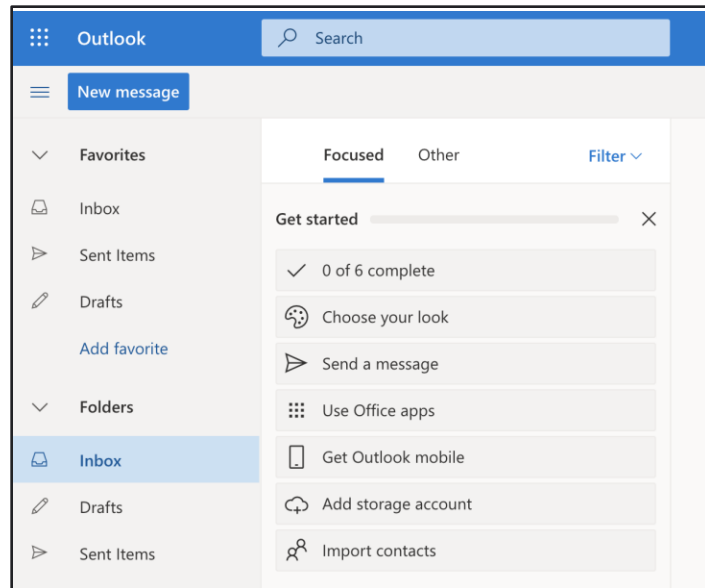 Outlook
Search
New message
Favorites
Inbox
Sent Items
Drafts
Add favorite
Folders
Inbox
Drafts
Sent Items
Focused Other Filter
Get started
0 of 6 complete
Choose your look
Send a message
Use Office apps
Get Outlook mobile
Add storage account
Import contacts